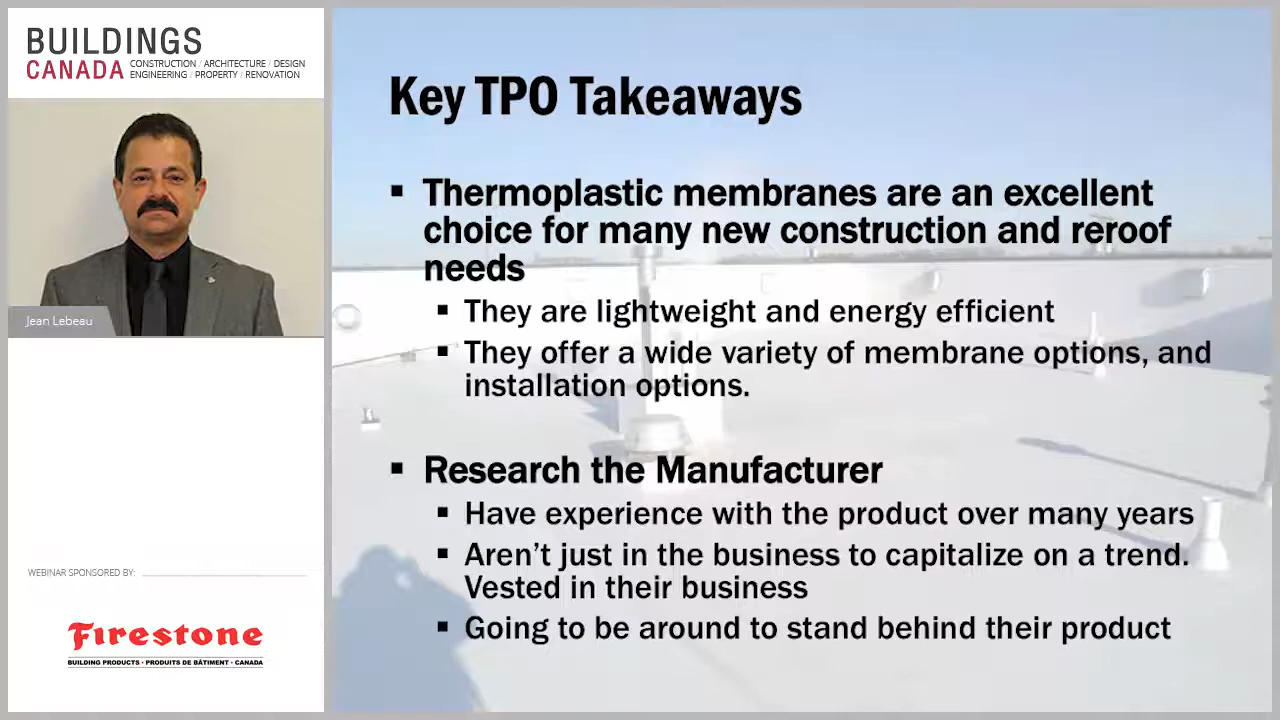 BUILDINGS
CANADA
CONSTRUCTION / ARCHITECTURE / DESIGN
ENGINEERING / PROPERTY / RENOVATION
Jean Lebeau
WEBINAR SPONSORED BY:
Firestone
BUILDING PRODUCTS • PRODUITS DE BÂTIMENT • CANADA
Key TPO Takeaways
▪ Thermoplastic membranes are an excellent
choice for many new construction and reroof
needs
▪ They are lightweight and energy efficient
▪ They offer a wide variety of membrane options, and
installation options.
▪ Research the Manufacturer
▪ Have experience with the product over many years
▪ Aren’t just in the business to capitalize on a trend.
Vested in their business
▪ Going to be around to stand behind their product